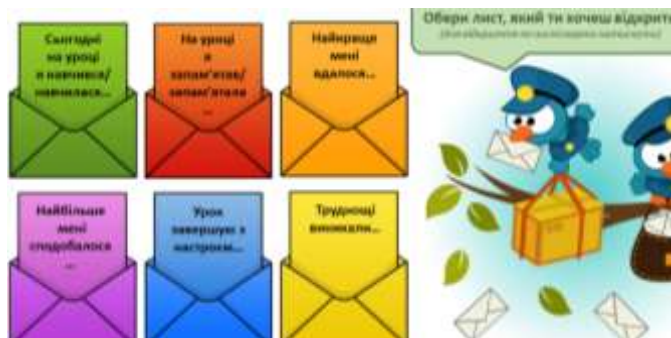 Сьогодні
на уроці
я навчився/
навчилася...
На уроці
я
запам'ятав/
запам'ятала
...
Найкраще
мені
вдалося...
Обери лист, який ти хочеш відкрити
Найбільше
мені
сподобалося
...
Урок
завершую з
настроєм...
Труднощі
виникали...